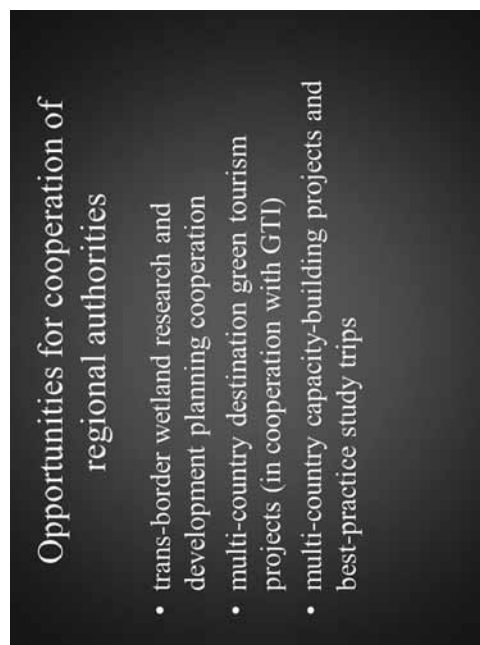 Opportunities for cooperation of
regional authorities
• trans-border wetland research and
development planning cooperation
• multi-country destination green tourism
projects (in cooperation with GTI)
• multi-country capacity-building projects and
best-practice study trips